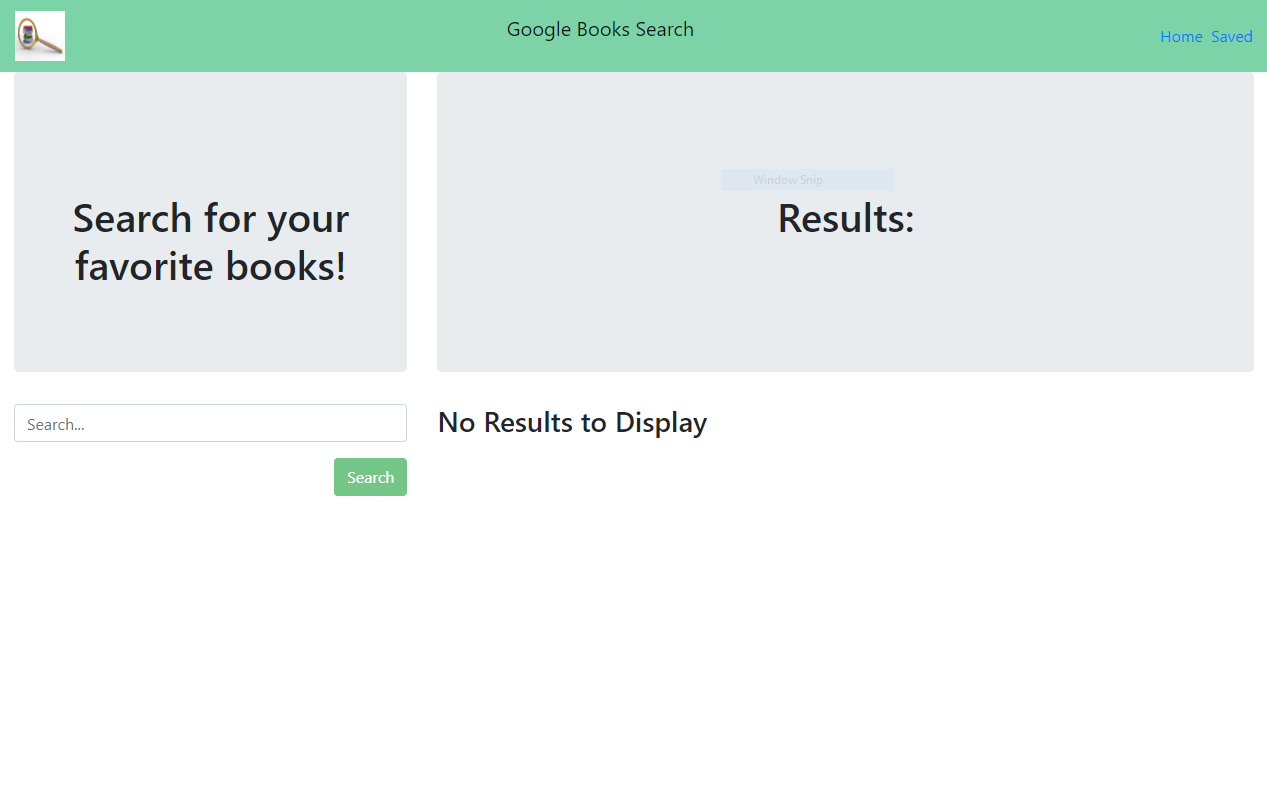 Google Books Search
Home Saved
Search for your
favorite books!
Window Snip
Results:
Search...
Search
No Results to Display